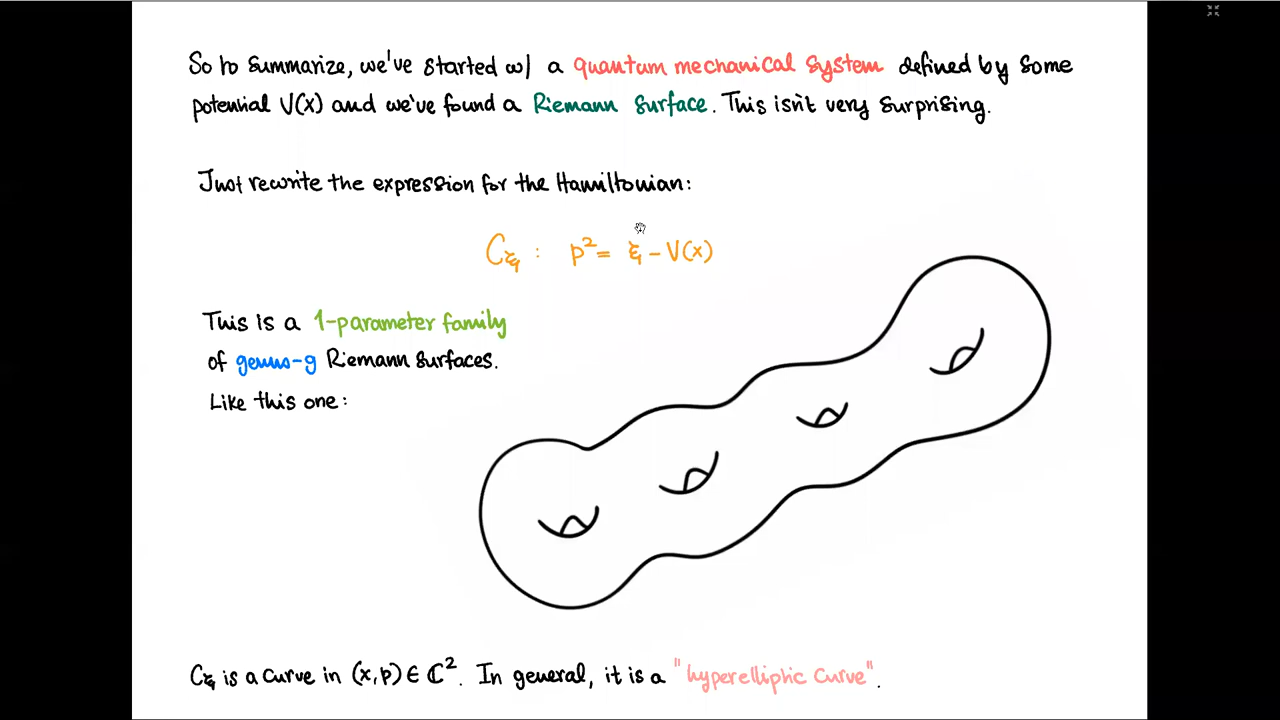 So to summarize, we've started w/ a quantum mechanical system defined by some
potential V(x) and we've found a Riemann surface. This isn't very surprising.
Just rewrite the expression for the Hamiltonian:
C_ξ : p² = ξ - V(x)
This is a 1-parameter family
of genus-g Riemann surfaces.
Like this one:
C_ξ is a curve in (x,p) ∈ ℂ². In general, it is a "hyperelliptic curve".